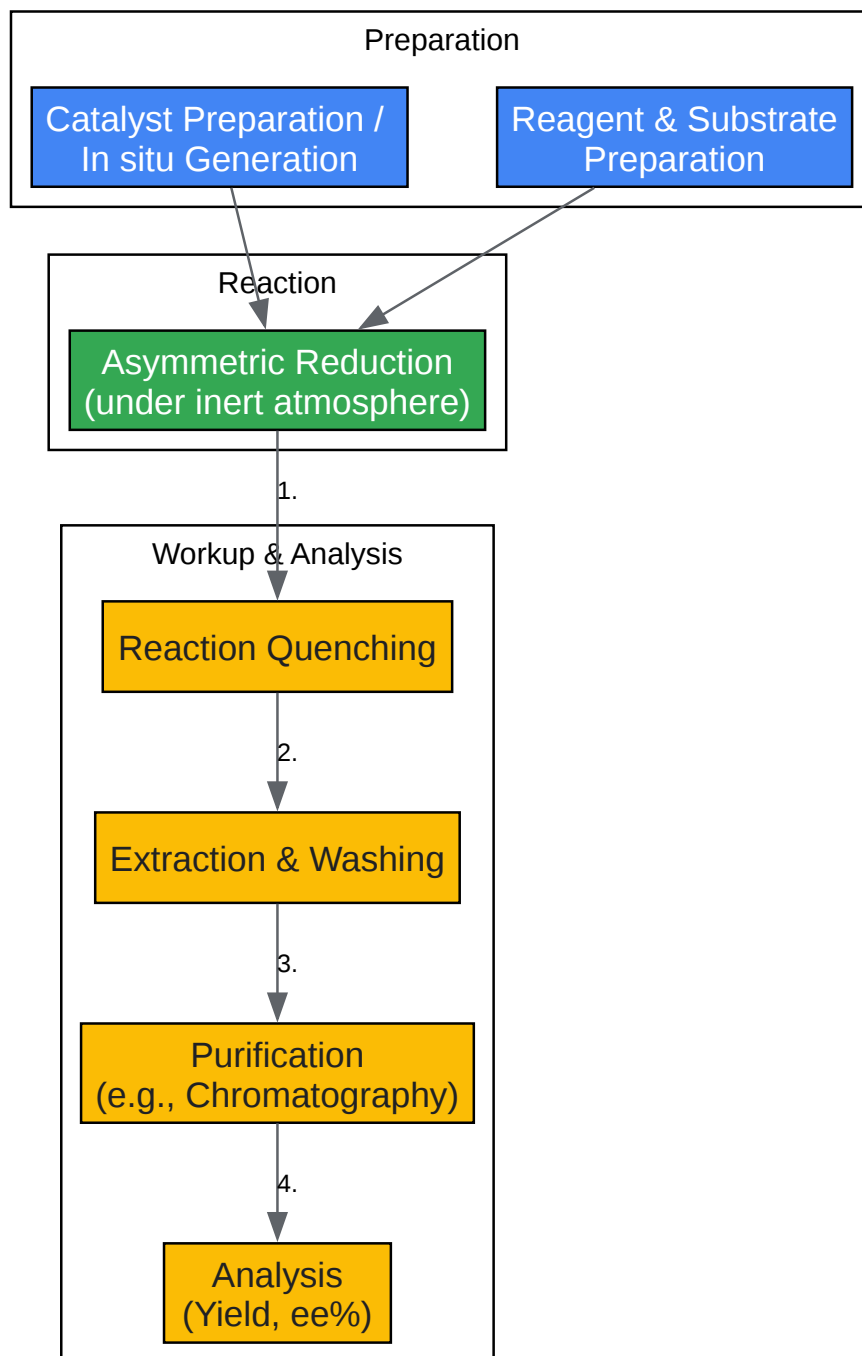 Preparation
Catalyst Preparation /
In situ Generation
Reagent & Substrate
Preparation
Reaction
Asymmetric Reduction
(under inert atmosphere)
1.
Workup & Analysis
Reaction Quenching
2.
Extraction & Washing
3.
Purification
(e.g., Chromatography)
4.
Analysis
(Yield, ee%)